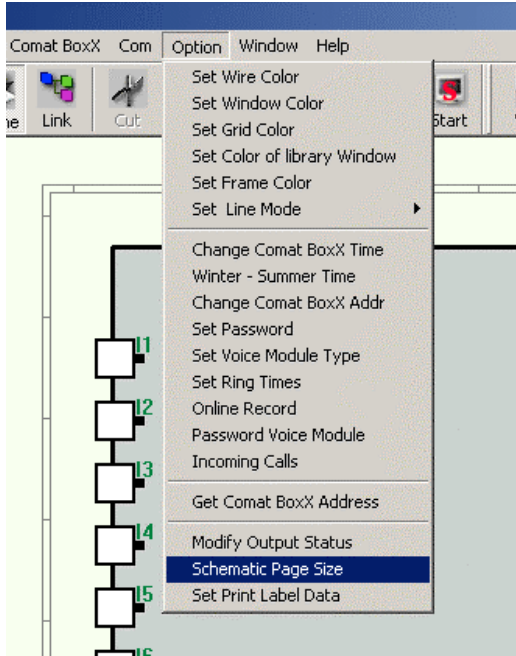 Comat BoxX Com Option Window Help
Link Cut Start
Set Wire Color
Set Window Color
Set Grid Color
Set Color of library Window
Set Frame Color
Set Line Mode
Change Comat BoxX Time
Winter - Summer Time
Change Comat BoxX Addr
Set Password
Set Voice Module Type
Set Ring Times
Online Record
Password Voice Module
Incoming Calls
Get Comat BoxX Address
Modify Output Status
Schematic Page Size
Set Print Label Data
I1
I2
I3
I4
I5
I6